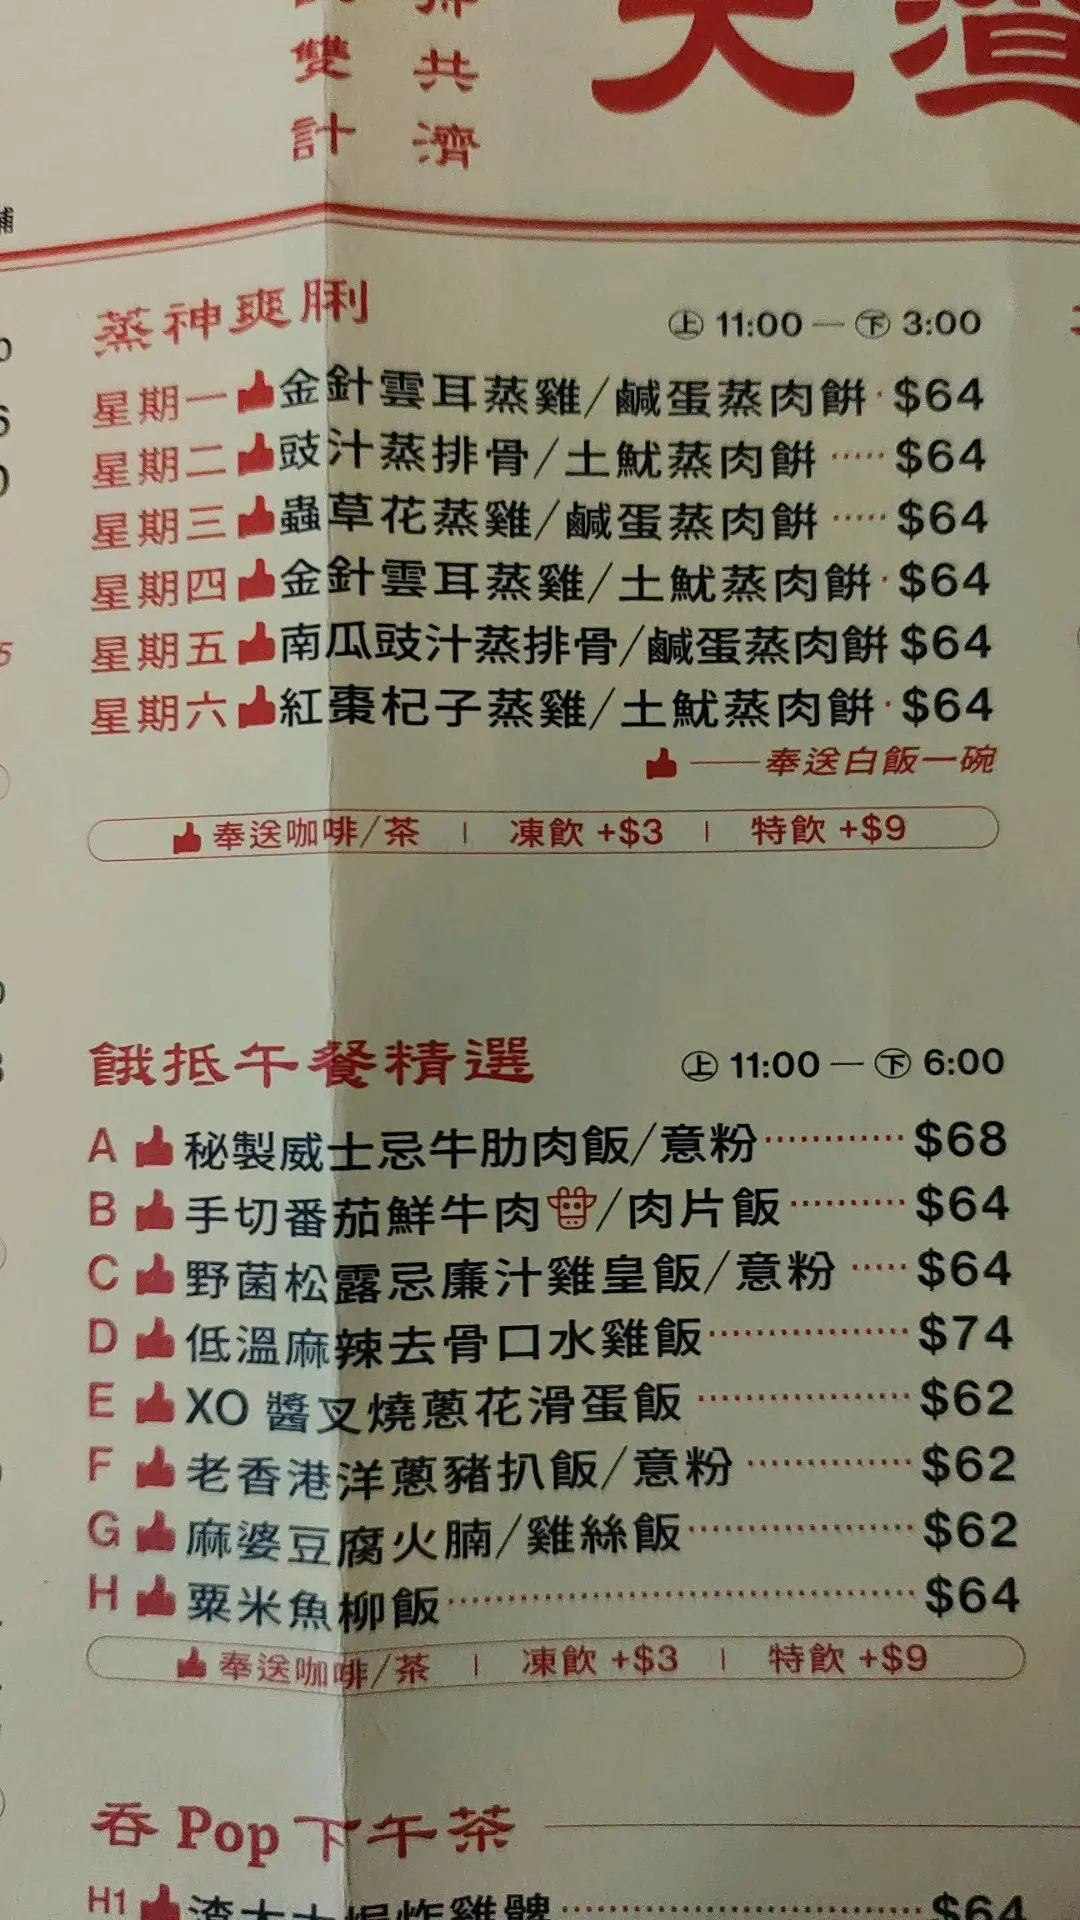 雙計
共濟
大
蒸神爽脷 上 11:00 — 下 3:00
星期一 金針雲耳蒸雞/鹹蛋蒸肉餅 $64
星期二 豉汁蒸排骨/土魷蒸肉餅 $64
星期三 蟲草花蒸雞/鹹蛋蒸肉餅 $64
星期四 金針雲耳蒸雞/土魷蒸肉餅 $64
星期五 南瓜豉汁蒸排骨/鹹蛋蒸肉餅 $64
星期六 紅棗杞子蒸雞/土魷蒸肉餅 $64
——奉送白飯一碗
奉送咖啡/茶 | 凍飲 +$3 | 特飲 +$9
餓抵午餐精選 上 11:00 — 下 6:00
A 秘製威士忌牛肋肉飯/意粉 $68
B 手切番茄鮮牛肉/肉片飯 $64
C 野菌松露忌廉汁雞皇飯/意粉 $64
D 低溫麻辣去骨口水雞飯 $74
E XO 醬叉燒蔥花滑蛋飯 $62
F 老香港洋蔥豬扒飯/意粉 $62
G 麻婆豆腐火腩/雞絲飯 $62
H 粟米魚柳飯 $64
奉送咖啡/茶 | 凍飲 +$3 | 特飲 +$9
吞 Pop 下午茶
H1 渣大大塊炸雞髀 $64